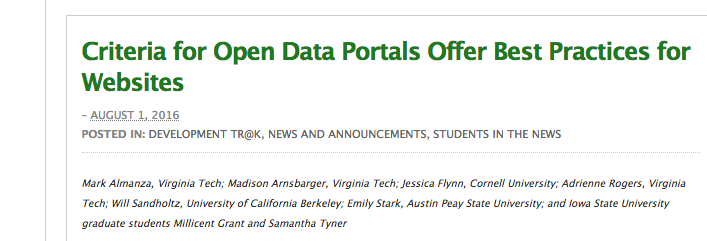 Criteria for Open Data Portals Offer Best Practices for
Websites
– AUGUST 1, 2016
POSTED IN: DEVELOPMENT TR@K, NEWS AND ANNOUNCEMENTS, STUDENTS IN THE NEWS
Mark Almanza, Virginia Tech; Madison Arnsbarger, Virginia Tech; Jessica Flynn, Cornell University; Adrienne Rogers, Virginia
Tech; Will Sandholtz, University of California Berkeley; Emily Stark, Austin Peay State University; and Iowa State University
graduate students Millicent Grant and Samantha Tyner